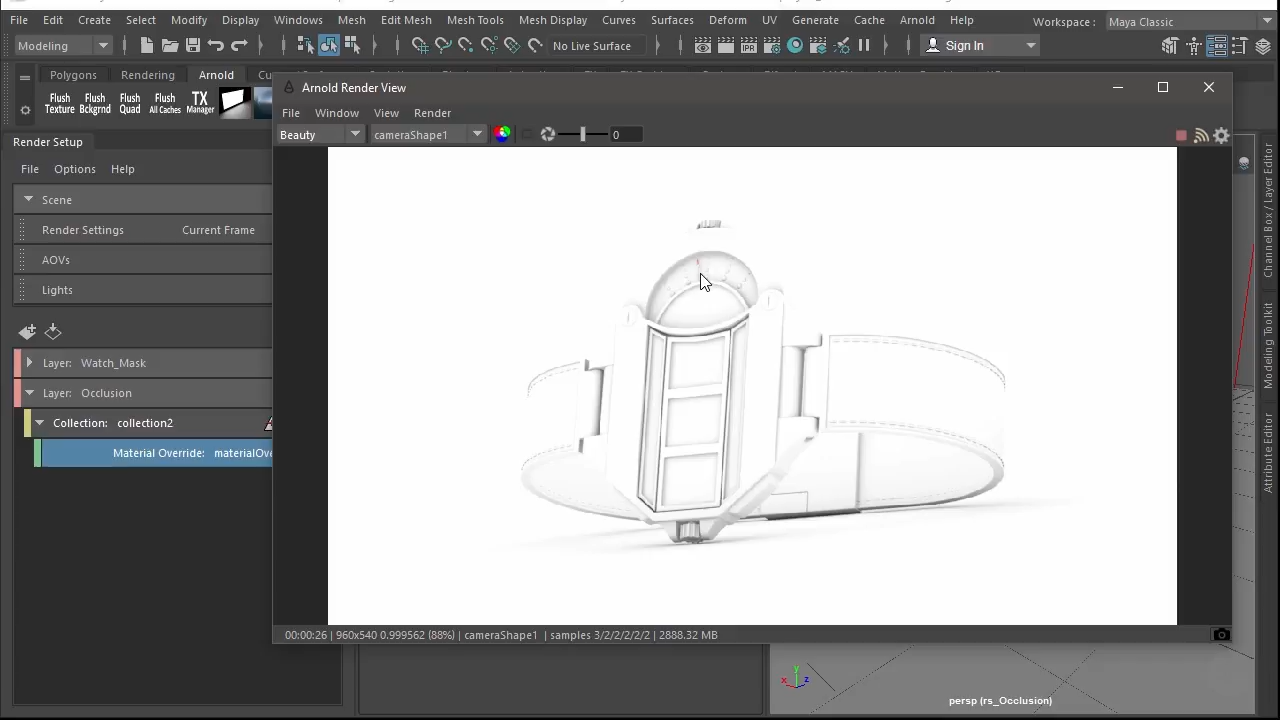 File Edit Create Select Modify Display Windows Mesh Edit Mesh Mesh Tools Mesh Display Curves Surfaces Deform UV Generate Cache Arnold Help Workspace : Maya Classic
Modeling No Live Surface IPR Sign In
Polygons Rendering Arnold
Arnold Render View
Flush Texture Flush Bckgrnd Flush Quad Flush All Caches TX Manager
File Window View Render
Beauty cameraShape1 0
Render Setup
File Options Help
Scene
Render Settings Current Frame
AOVs
Lights
Layer: Watch_Mask
Layer: Occlusion
Collection: collection2
Material Override: materialOve
00:00:26 | 960x540 0.999562 (88%) | cameraShape1 | samples 3/2/2/2/2/2 | 2888.32 MB
y
x z
persp (rs_Occlusion)
Channel Box / Layer Editor
Modeling Toolkit
Attribute Editor